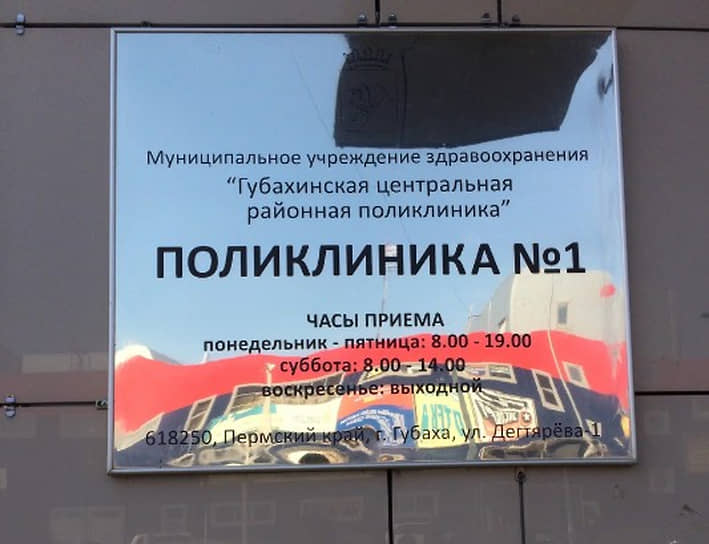 Муниципальное учреждение здравоохранения
“Губахинская центральная
районная поликлиника”
ПОЛИКЛИНИКА №1
ЧАСЫ ПРИЕМА
понедельник - пятница: 8.00 - 19.00
суббота: 8.00 - 14.00
воскресенье: выходной
618250, Пермский край, г. Губаха, ул. Дегтярёва-1